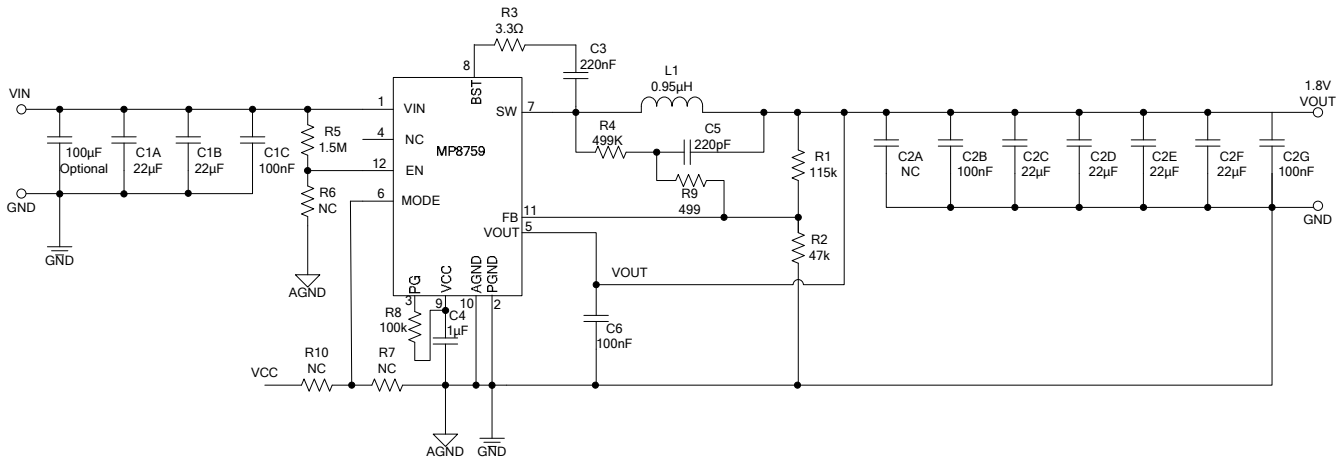 R3
3.3Ω
C3
220nF
8
BST
L1
0.95µH
VIN
1
VIN
SW
7
1.8V
VOUT
4
NC
MP8759
R5
1.5M
12
EN
R6
NC
6
MODE
100µF
Optional
C1A
22µF
C1B
22µF
C1C
100nF
GND
GND
AGND
R4
499K
C5
220pF
R9
499
R1
115k
FB
11
VOUT
5
R2
47k
C2A
NC
C2B
100nF
C2C
22µF
C2D
22µF
C2E
22µF
C2F
22µF
C2G
100nF
GND
VOUT
PG
VCC
AGND
PGND
3
9
10
2
R8
100k
C4
1µF
C6
100nF
VCC
R10
NC
R7
NC
AGND
GND